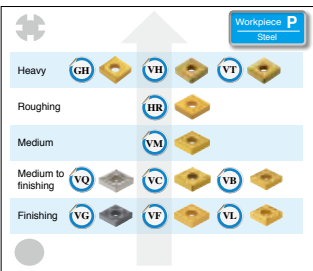 Workpiece P
Steel
Heavy GH VH VT
Roughing HR
Medium VM
Medium to
finishing VQ VC VB
Finishing VG VF VL